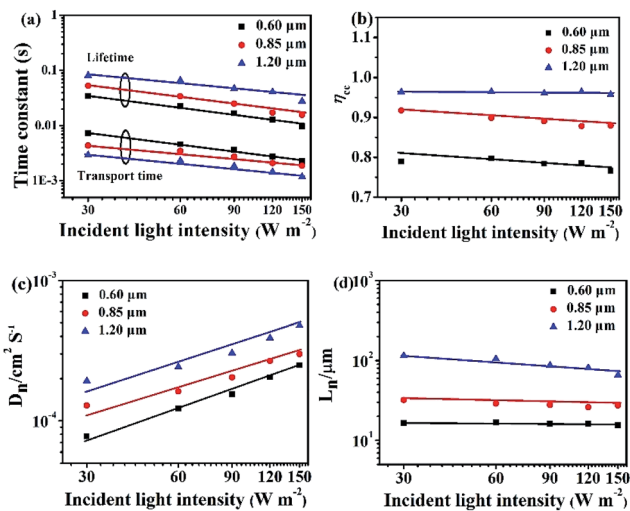 (a)
0.60 µm
0.85 µm
1.20 µm
Lifetime
Transport time
Time constant (s)
1
0.1
0.01
1E-3
30 60 90 120 150
Incident light intensity (W m-2)
(b)
0.60 µm
0.85 µm
1.20 µm
ηcc
1.1
1.0
0.9
0.8
0.7
30 60 90 120 150
Incident light intensity (W m-2)
(c)
0.60 µm
0.85 µm
1.20 µm
Dn/cm2 S-1
10-3
10-4
30 60 90 120 150
Incident light intensity (W m-2)
(d)
0.60 µm
0.85 µm
1.20 µm
Ln/µm
103
102
101
30 60 90 120 150
Incident light intensity (W m-2)